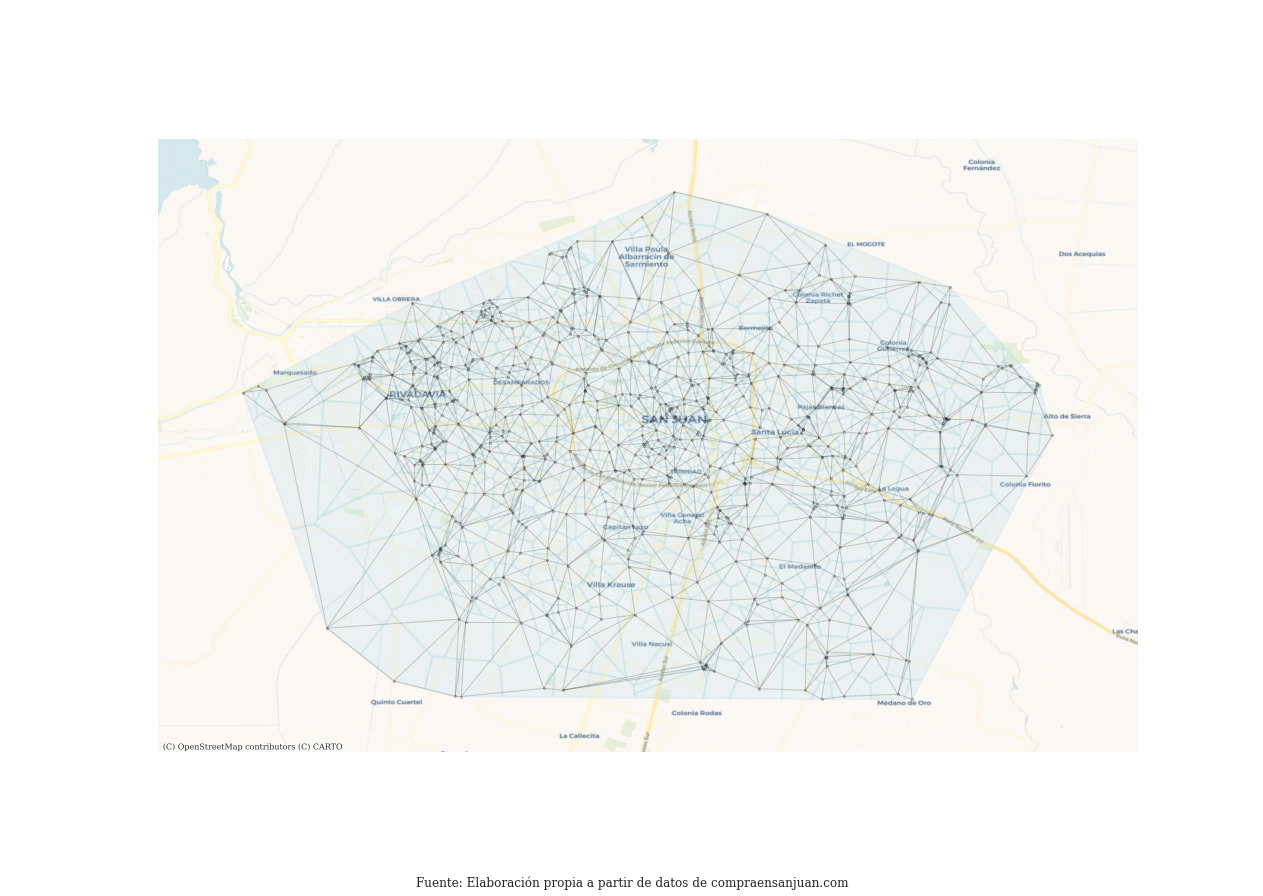 Colonia
Fernández
EL MOGOTE
Villa Paula
Albarracín de
Sarmiento
Dos Acequias
VILLA OBRERA
Colonia Richet
Zapata
Bermejito
Colonia
Gutiérrez
Marquesado
DESAMPARADOS
RIVADAVIA
Pajas Blancas
SAN JUAN
Alto de Sierra
Santa Lucía
TRINIDAD
Colonia Fiorito
La Legua
Villa General
Acha
Capitán Lazo
El Medanito
Villa Krause
Las Cha
Villa Nacusi
Quinto Cuartel
Médano de Oro
Colonia Rodas
La Callecita
(C) OpenStreetMap contributors (C) CARTO
Fuente: Elaboración propia a partir de datos de compraensanjuan.com